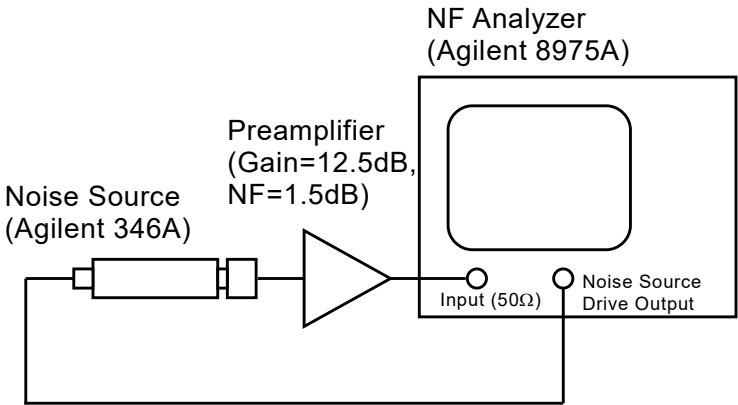 NF Analyzer
(Agilent 8975A)
Preamplifier
(Gain=12.5dB,
NF=1.5dB)
Noise Source
(Agilent 346A)
Input (50Ω)
Noise Source
Drive Output